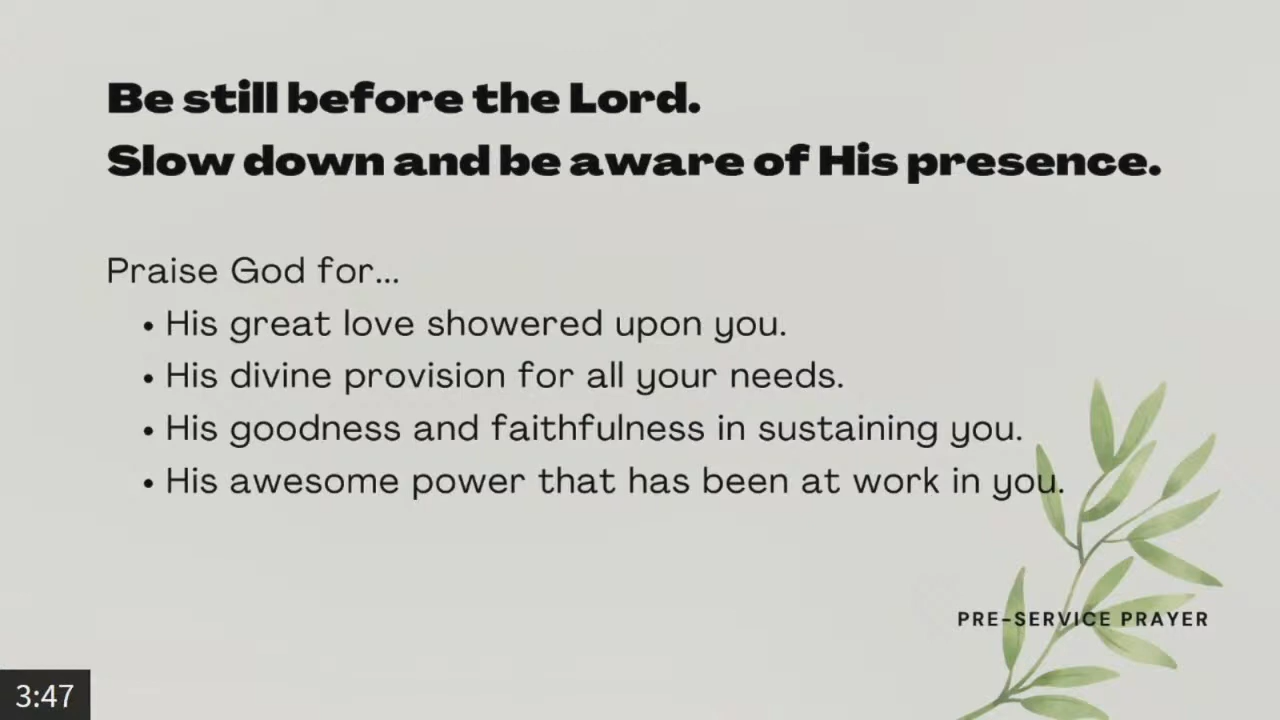 Be still before the Lord.
Slow down and be aware of His presence.
Praise God for...
• His great love showered upon you.
• His divine provision for all your needs.
• His goodness and faithfulness in sustaining you.
• His awesome power that has been at work in you.
PRE-SERVICE PRAYER
3:47